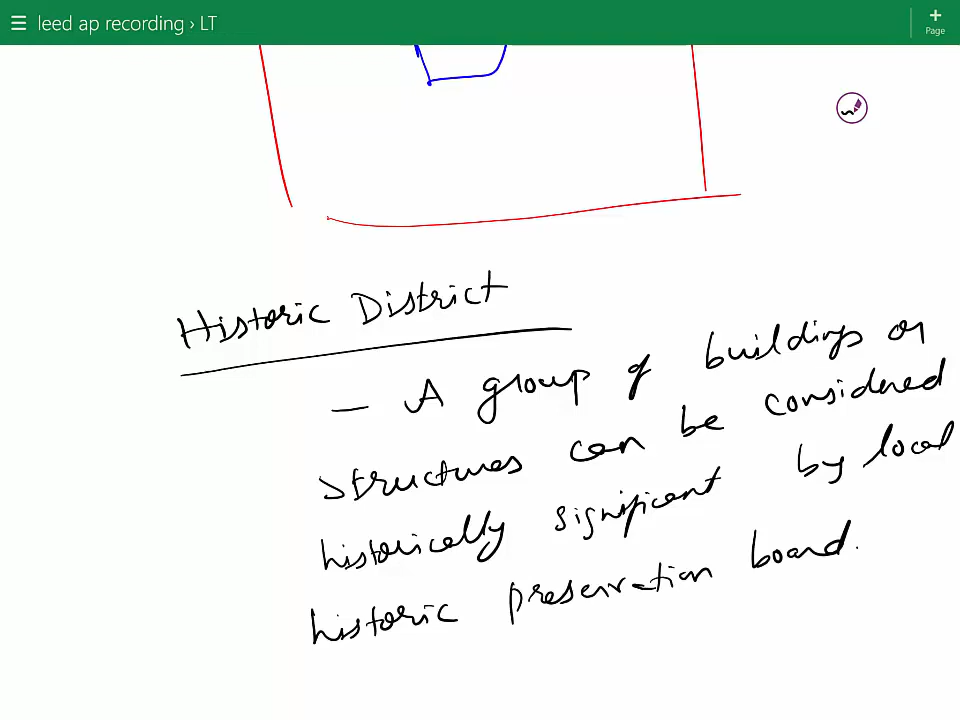 leed ap recording › LT
Page
Historic District
— A group of buildings or
structures can be considered
historically significant by local
historic preservation board.